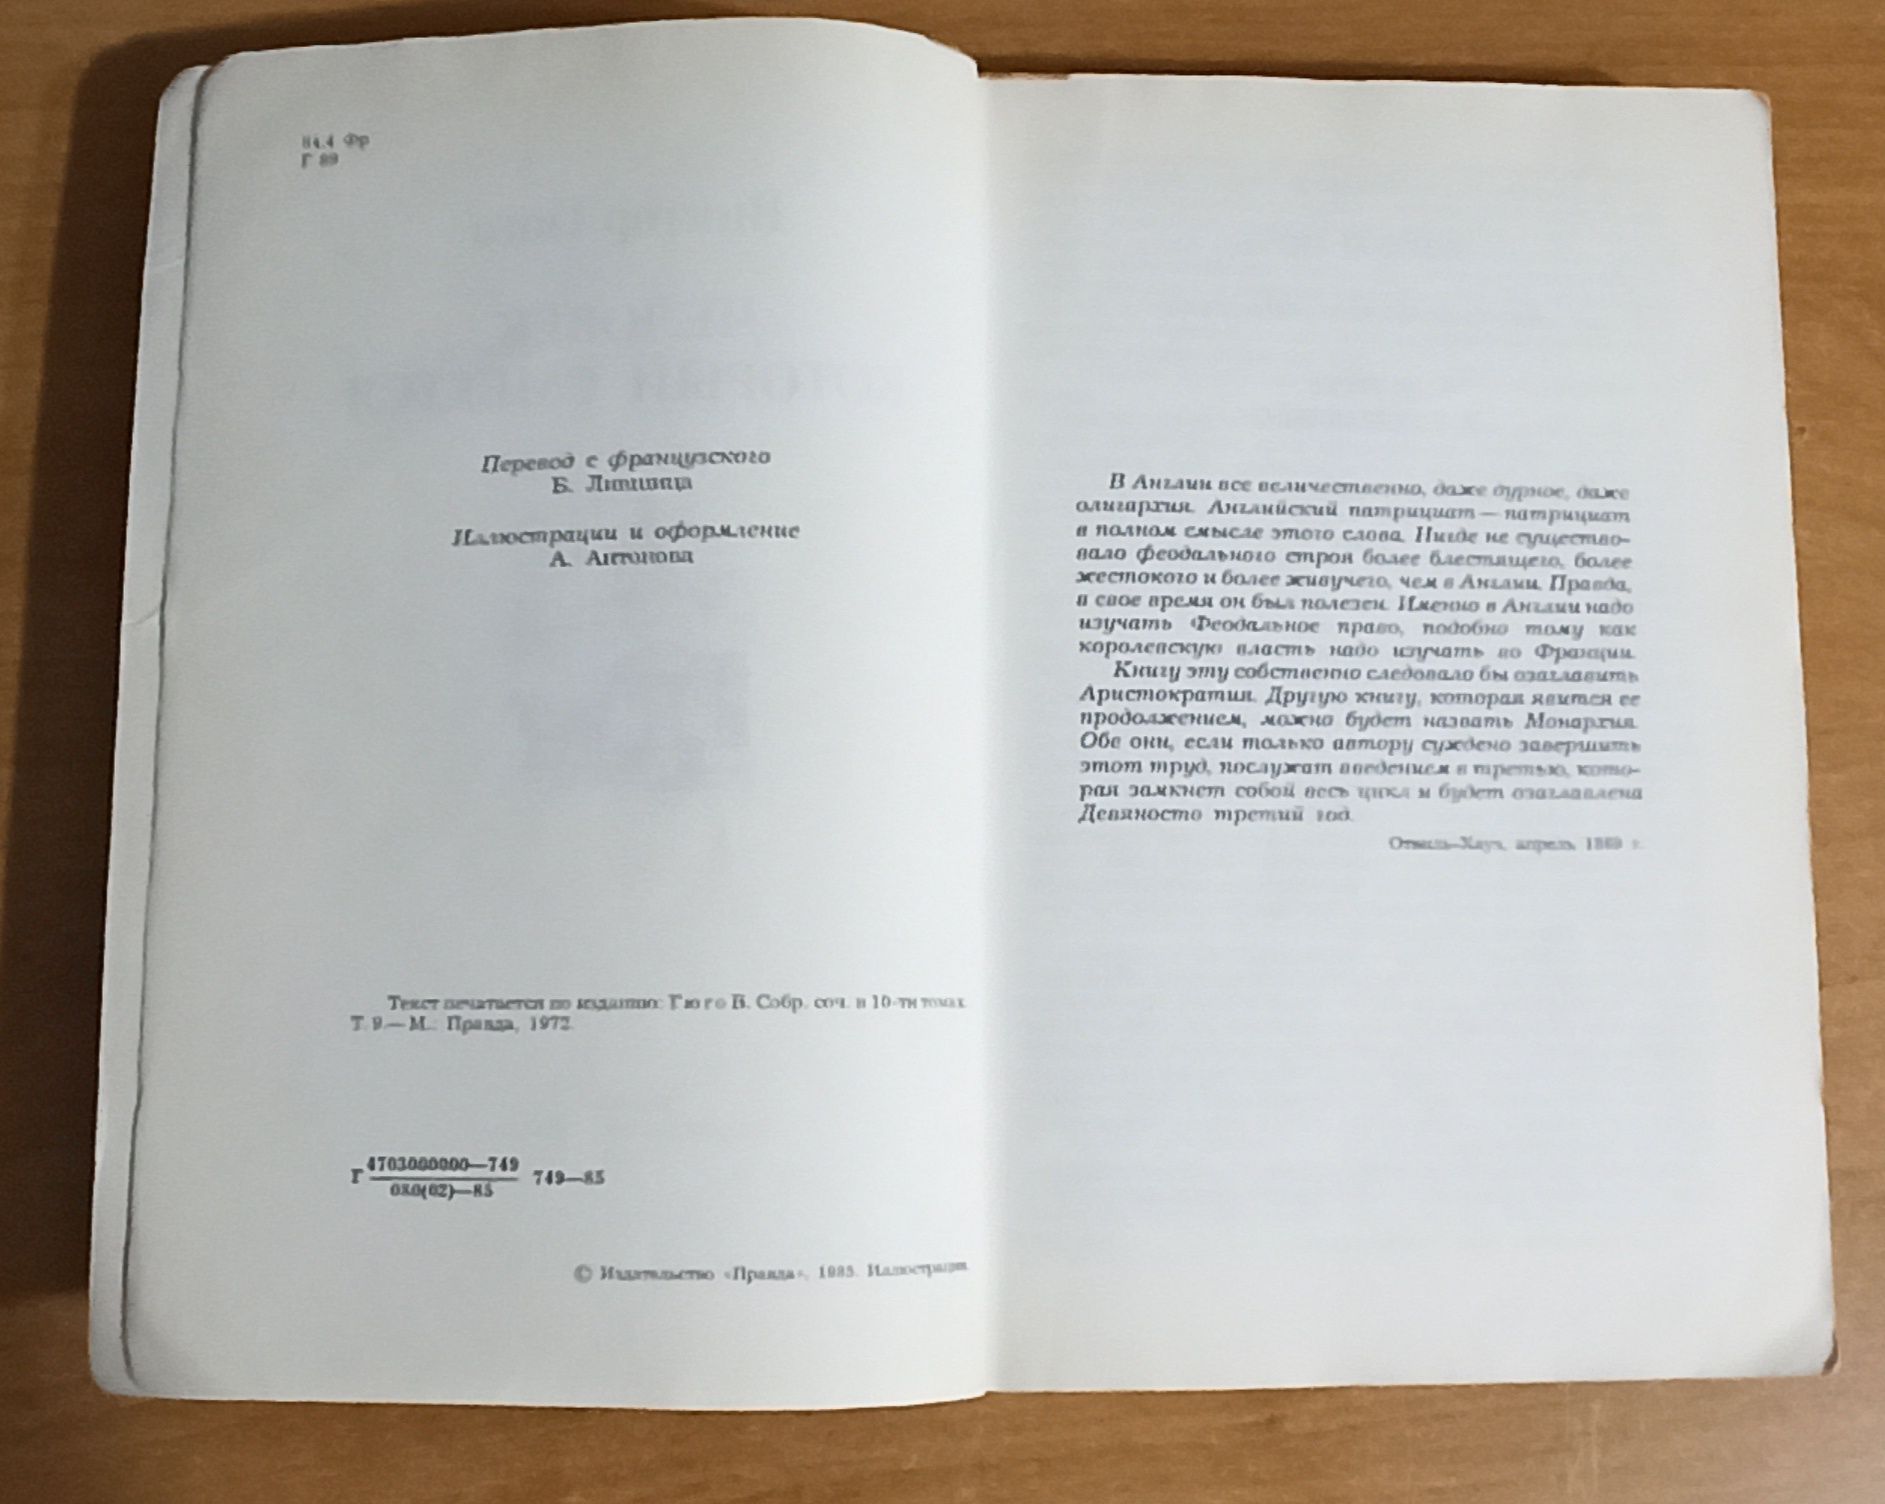 84.4 Фр
Г 89
Перевод с французского
Б. Лившица
Иллюстрации и оформление
А. Антонова
Текст печатается по изданию: Гюго В. Собр. соч. в 10-ти томах.
Т. 9.— М.: Правда, 1972.
Г 4703000000—749 749—85
080(02)—85
© Издательство «Правда», 1985. Иллюстрации.
В Англии все величественно, даже дурное, даже
олигархия. Английский патрициат — патрициат
в полном смысле этого слова. Нигде не существо-
вало феодального строя более блестящего, более
жестокого и более живучего, чем в Англии. Правда,
в свое время он был полезен. Именно в Англии надо
изучать Феодальное право, подобно тому как
королевскую власть надо изучать во Франции.
Книгу эту собственно следовало бы озаглавить
Аристократия. Другую книгу, которая явится ее
продолжением, можно будет назвать Монархия.
Обе они, если только автору суждено завершить
этот труд, послужат введением в третью, кото-
рая замкнет собой весь цикл и будет озаглавлена
Девяносто третий год.
Отвиль-Хауз, апрель, 1869 г.